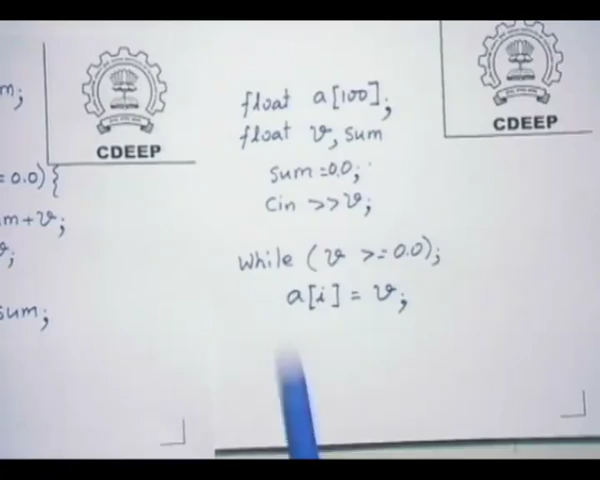 m;
= 0.0) {
m + v;
v;
sum;
CDEEP
float a[100];
float v, sum
sum = 0.0;
cin >> v;
while (v >= 0.0);
a[i] = v;
CDEEP